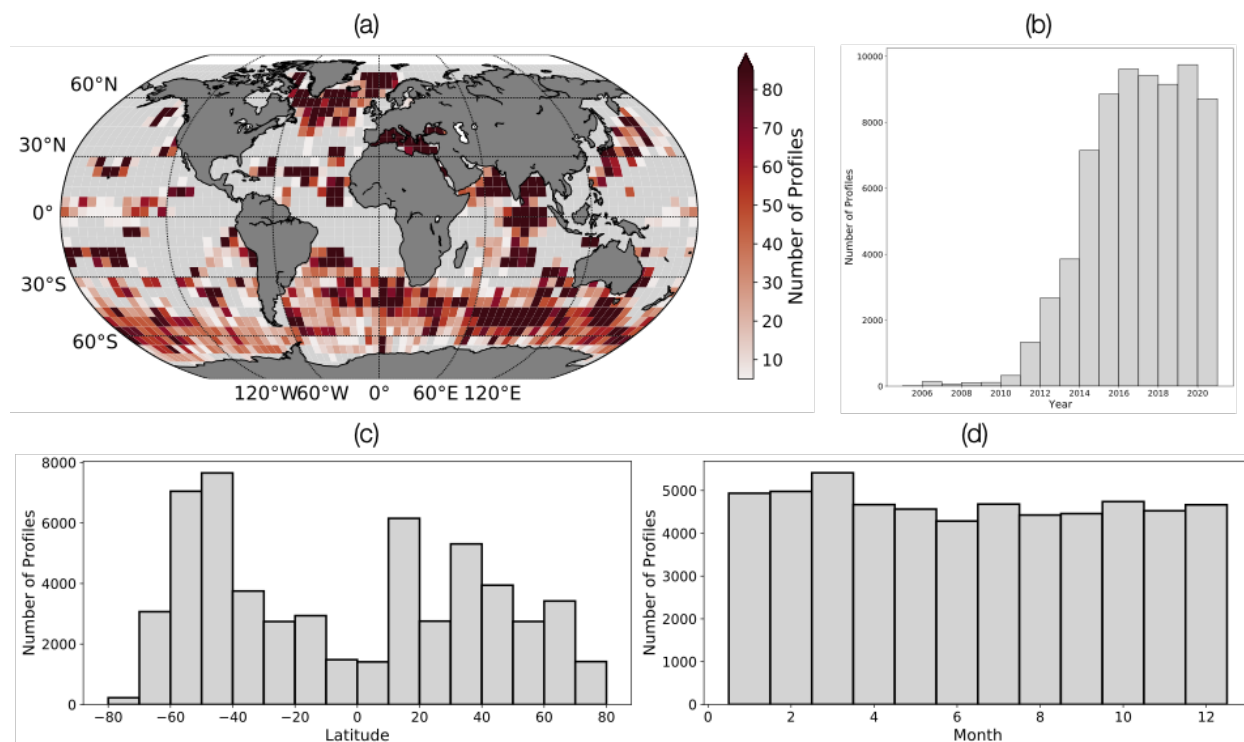 (a)
60°N
30°N
0°
30°S
60°S
120°W60°W 0° 60°E 120°E
80
70
60
50
40
30
20
10
Number of Profiles
(b)
10000
8000
6000
4000
2000
0
Number of Profiles
2006 2008 2010 2012 2014 2016 2018 2020
Year
(c)
8000
6000
4000
2000
0
Number of Profiles
−80 −60 −40 −20 0 20 40 60 80
Latitude
(d)
5000
4000
3000
2000
1000
0
Number of Profiles
0 2 4 6 8 10 12
Month